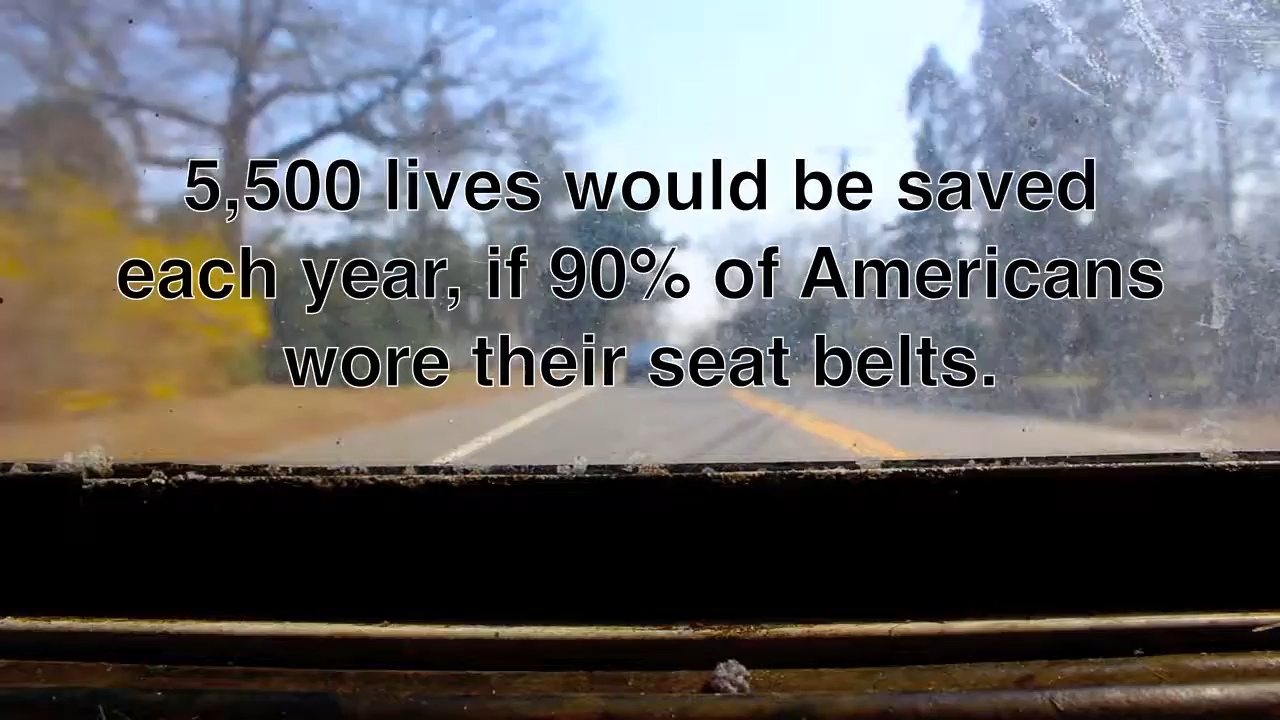 5,500 lives would be saved
each year, if 90% of Americans
wore their seat belts.